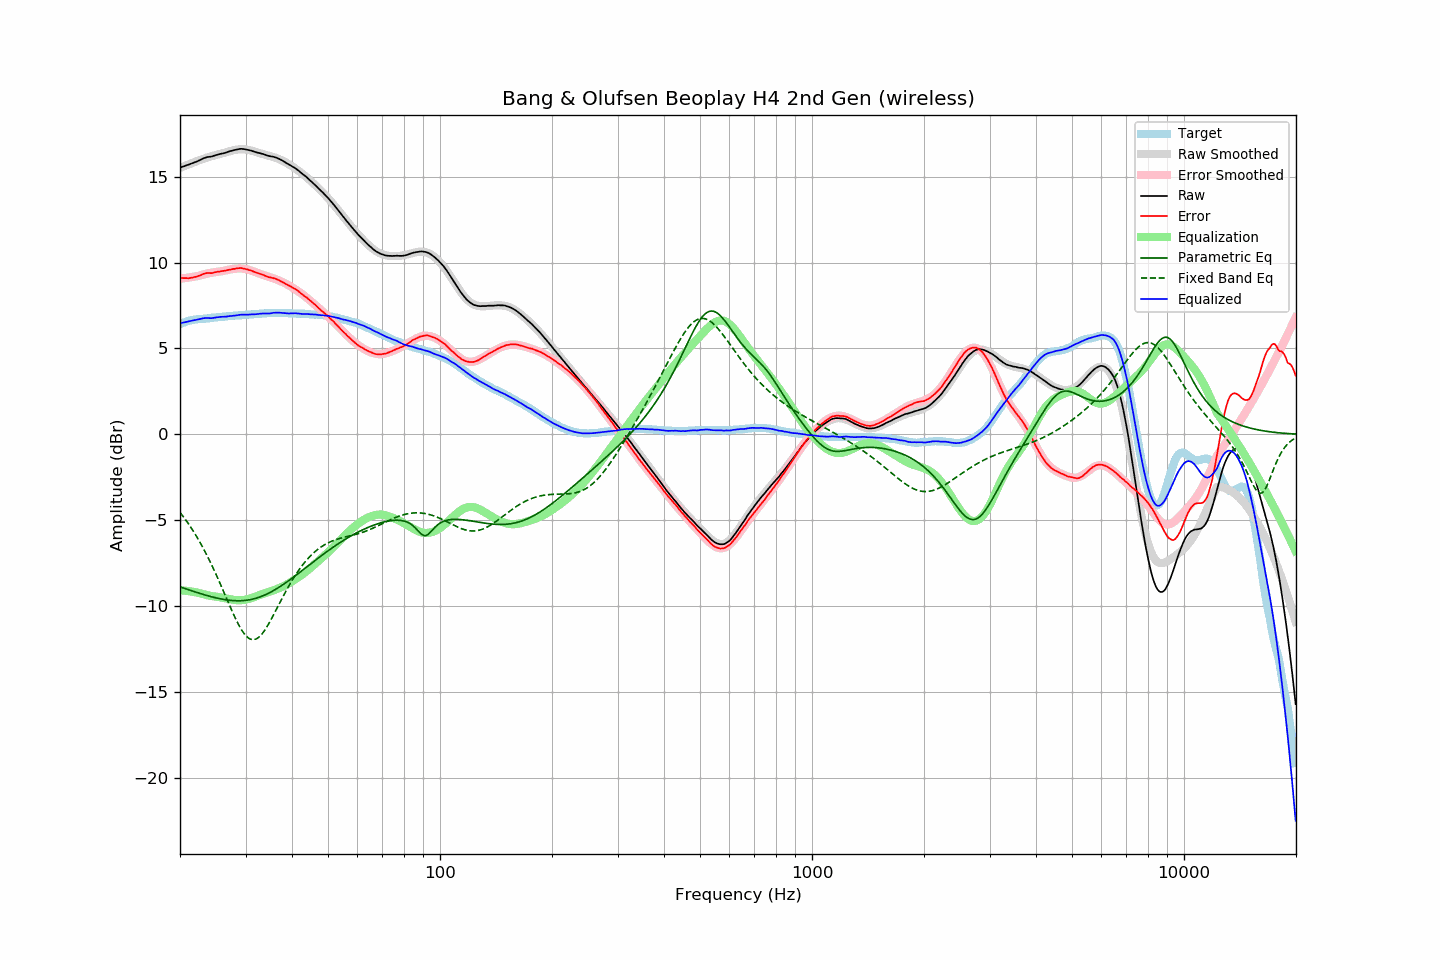 Bang & Olufsen Beoplay H4 2nd Gen (wireless)
Target
Raw Smoothed
Error Smoothed
Raw
Error
Equalization
Parametric Eq
Fixed Band Eq
Equalized
15
10
5
0
−5
−10
−15
−20
Amplitude (dBr)
100
1000
10000
Frequency (Hz)